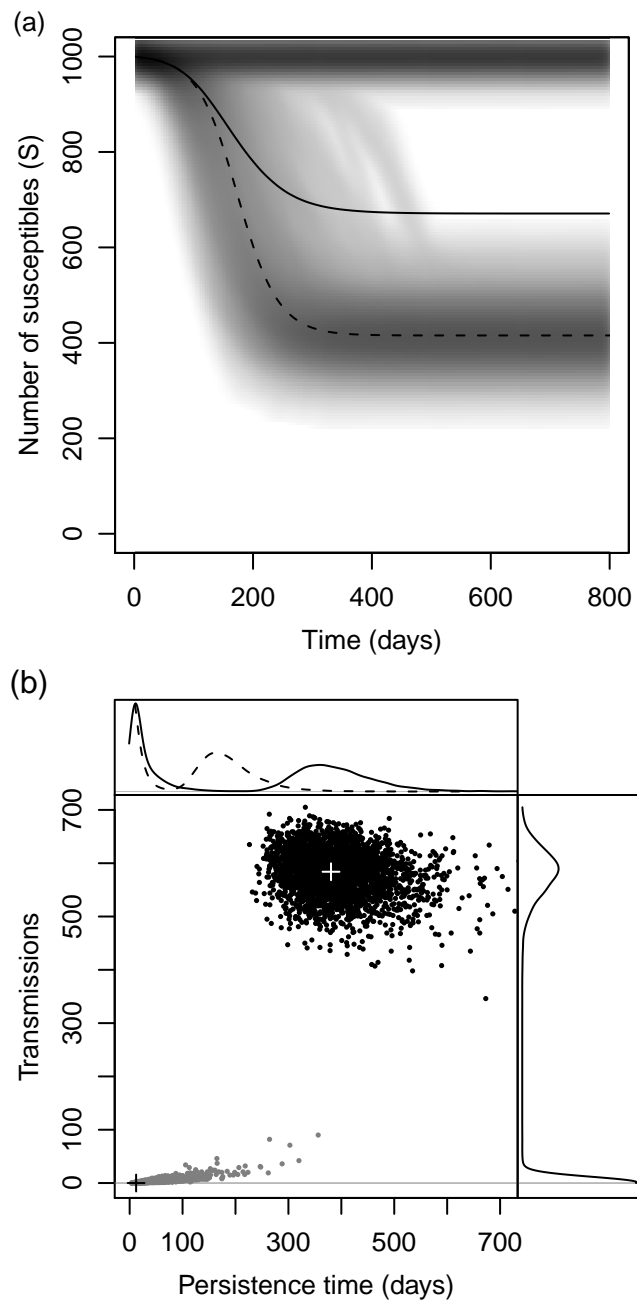 (a)
Number of susceptibles (S)
1000
800
600
400
200
0
0 200 400 600 800
Time (days)
(b)
Transmissions
700
500
300
100
0
0 100 300 500 700
Persistence time (days)